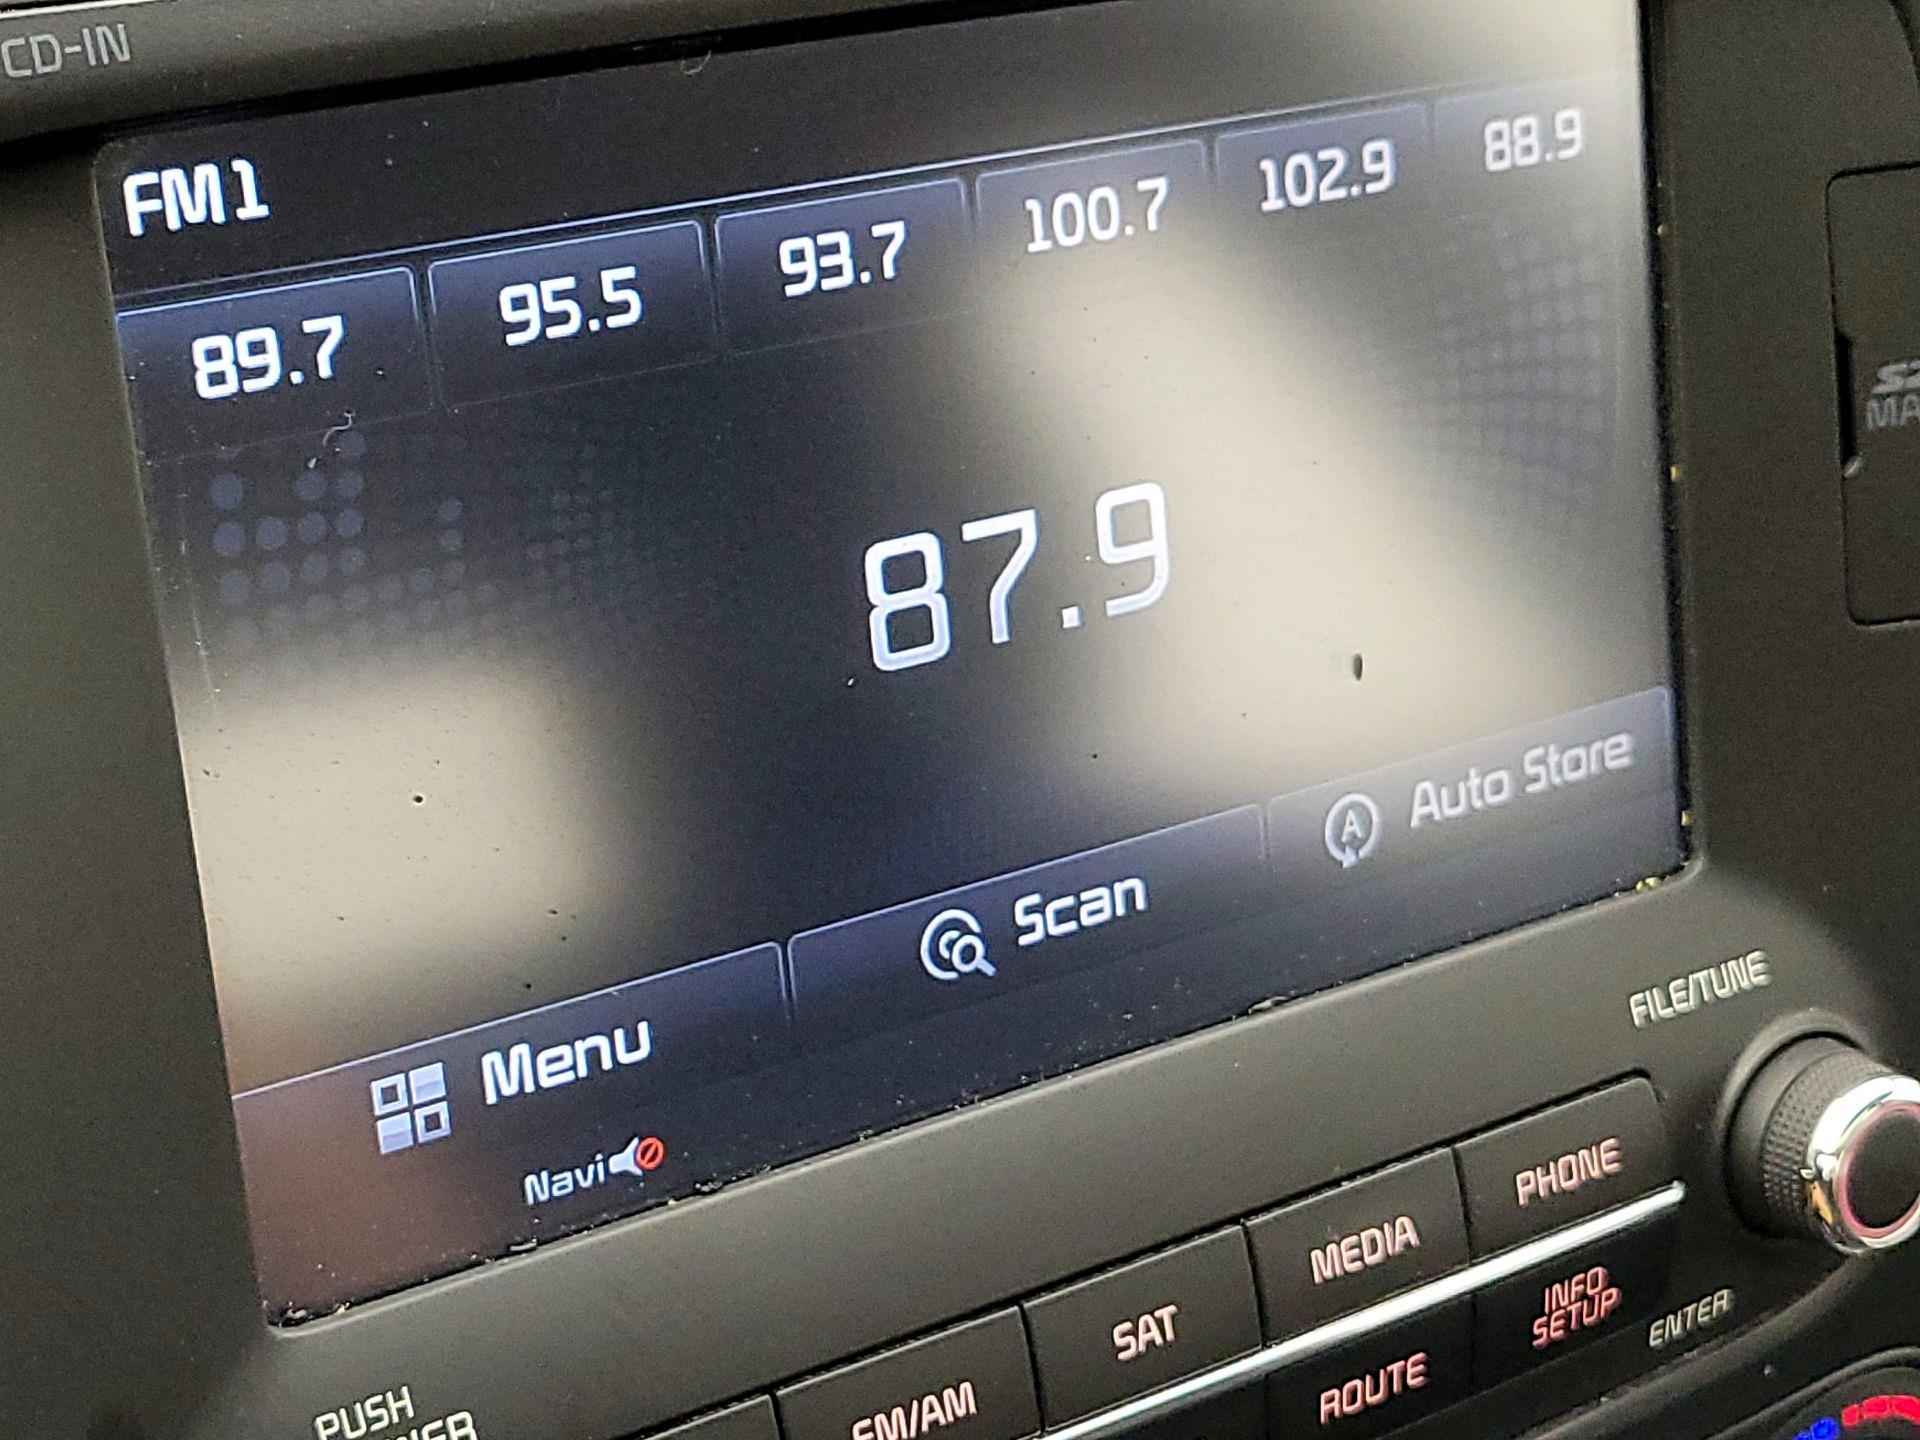 CD-IN
FM1
89.7 95.5 93.7 100.7 102.9 88.9
87.9
Menu Scan A Auto Store
Navi
FILE/TUNE
PHONE
MEDIA
SAT
FM/AM
PUSH
INFO
SETUP
ROUTE
ENTER